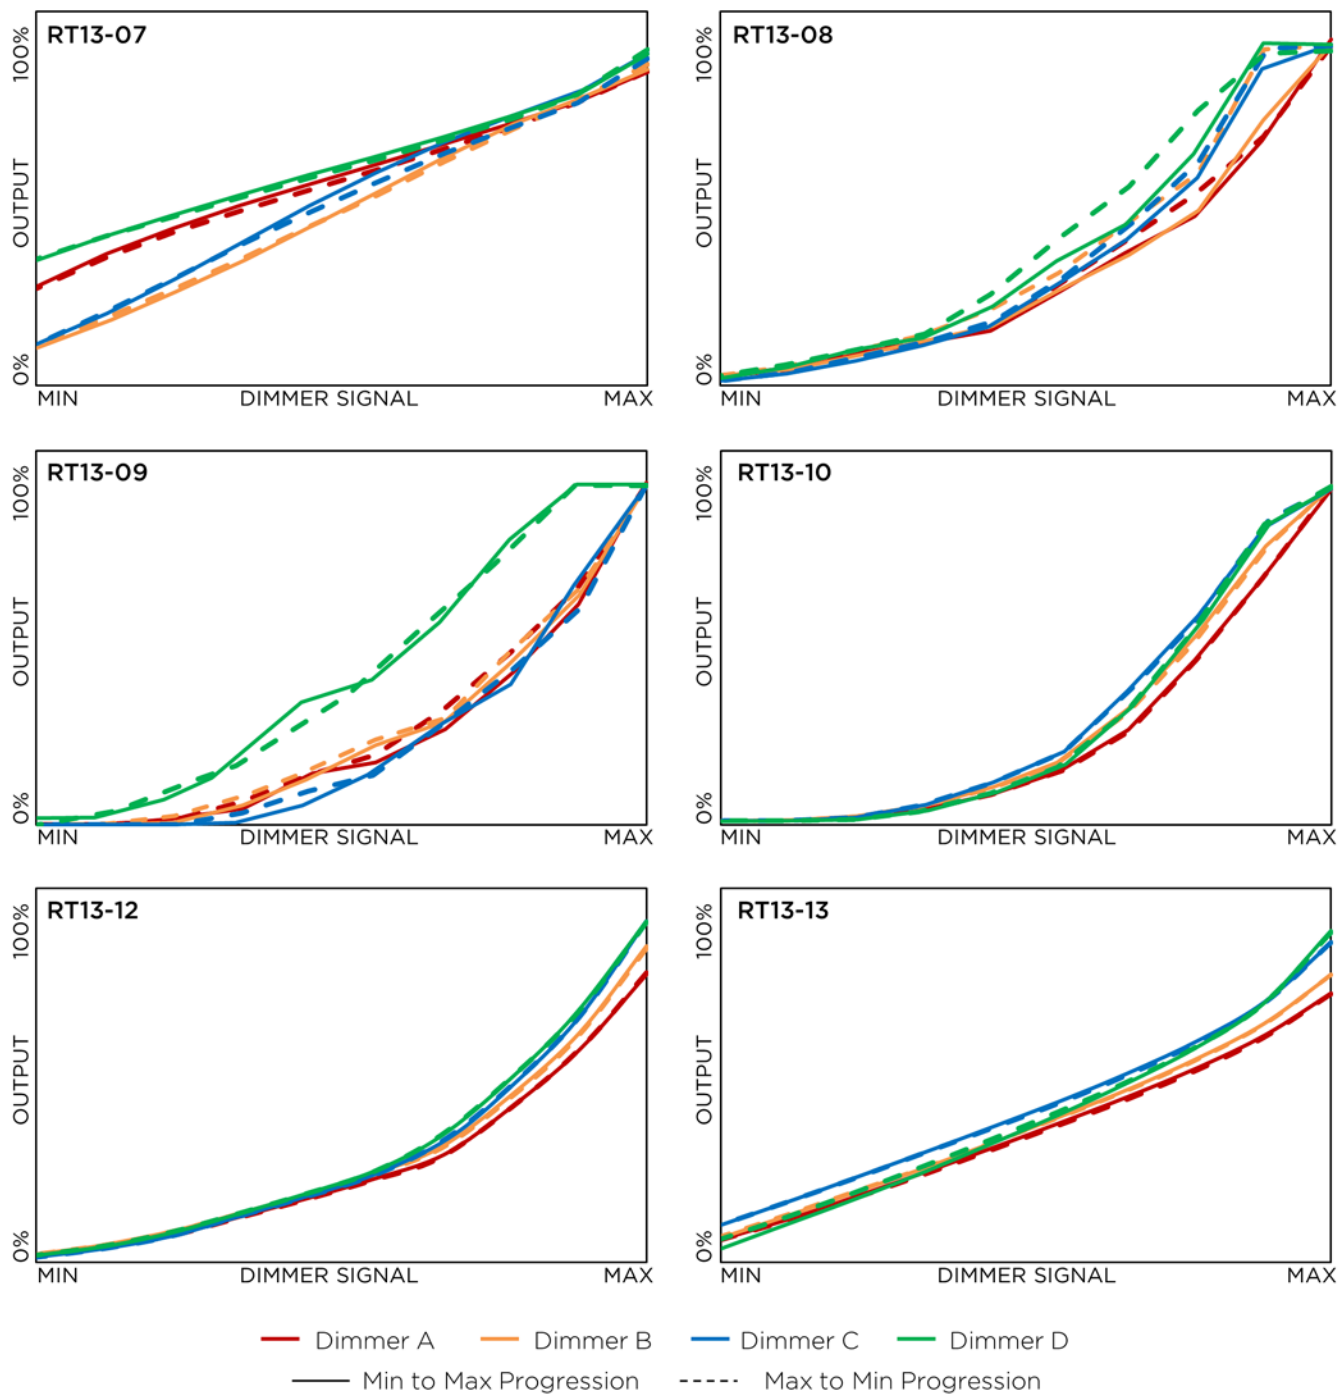 RT13-07
100%
OUTPUT
0%
MIN DIMMER SIGNAL MAX
RT13-08
100%
OUTPUT
0%
MIN DIMMER SIGNAL MAX
RT13-09
100%
OUTPUT
0%
MIN DIMMER SIGNAL MAX
RT13-10
100%
OUTPUT
0%
MIN DIMMER SIGNAL MAX
RT13-12
100%
OUTPUT
0%
MIN DIMMER SIGNAL MAX
RT13-13
100%
OUTPUT
0%
MIN DIMMER SIGNAL MAX
Dimmer A Dimmer B Dimmer C Dimmer D
Min to Max Progression Max to Min Progression